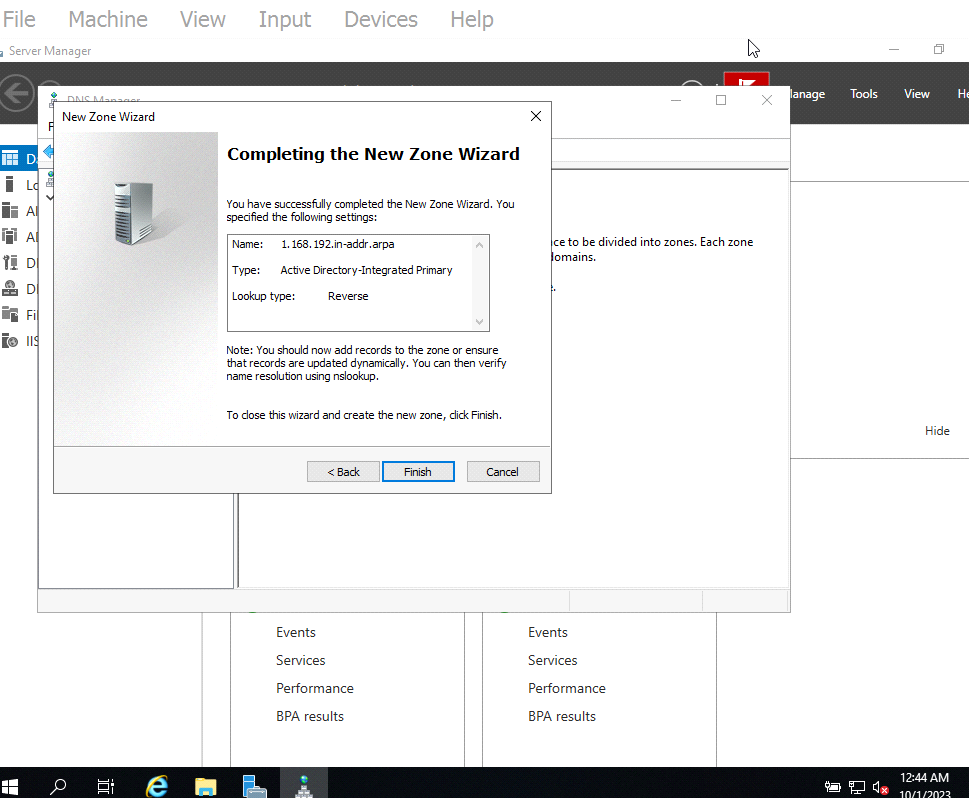 File Machine View Input Devices Help
Server Manager
Manage Tools View He
DNS Manager
New Zone Wizard
Completing the New Zone Wizard
You have successfully completed the New Zone Wizard. You
specified the following settings:
Name: 1.168.192.in-addr.arpa
Type: Active Directory-Integrated Primary
Lookup type: Reverse
Note: You should now add records to the zone or ensure
that records are updated dynamically. You can then verify
name resolution using nslookup.
To close this wizard and create the new zone, click Finish.
< Back Finish Cancel
ce to be divided into zones. Each zone
domains.
Lo
Al
Al
D
D
Fi
IIS
Hide
Events
Services
Performance
BPA results
Events
Services
Performance
BPA results
12:44 AM
10/1/2023